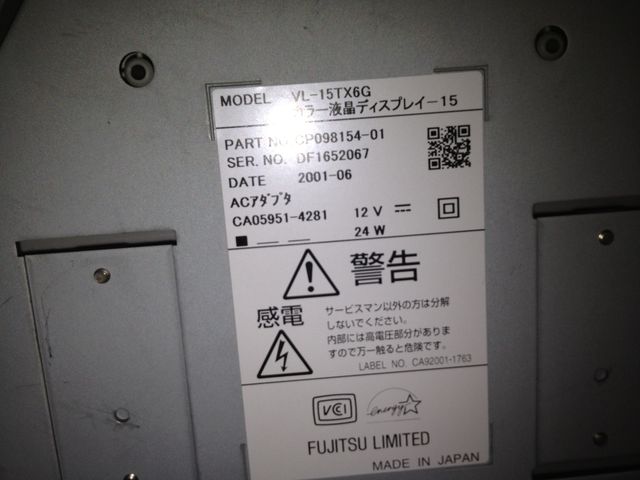 MODEL VL-15TX6G
カラー液晶ディスプレイ-15
PART NO. CP098154-01
SER. NO. DF1652067
DATE 2001-06
ACアダプタ
CA05951-4281 12 V
24 W
警告
感電
サービスマン以外の方は分解
しないでください。
内部には高電圧部分がありま
すので万一触ると危険です。
LABEL NO. CA92001-1763
VCCI energy
FUJITSU LIMITED
MADE IN JAPAN